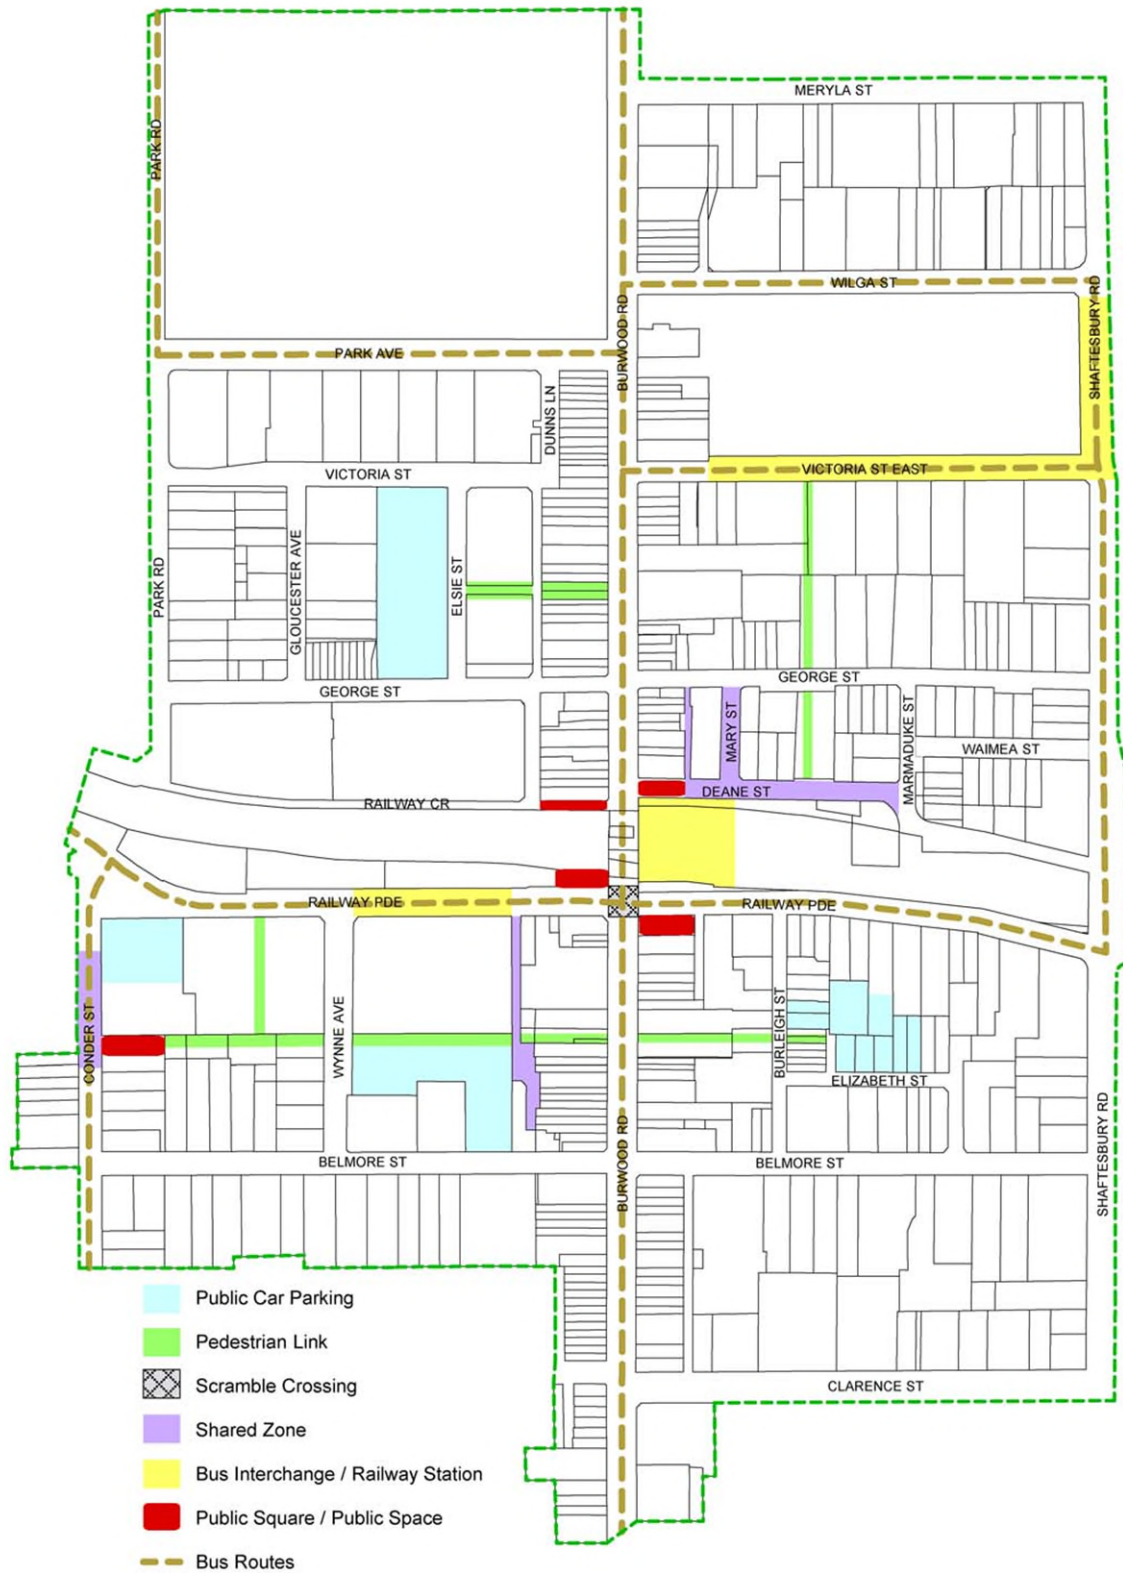 MERYLA ST
PARK RD
WILGA ST
BURWOOD RD
SHAFTESBURY RD
PARK AVE
DUNNS LN
VICTORIA ST
VICTORIA ST EAST
PARK RD
GLOUCESTER AVE
ELSIE ST
GEORGE ST
GEORGE ST
MARY ST
MARMADUKE ST
WAIMEA ST
DEANE ST
RAILWAY CR
RAILWAY PDE
RAILWAY PDE
CONDER ST
WYNNE AVE
BURLEIGH ST
ELIZABETH ST
BURWOOD RD
SHAFTESBURY RD
BELMORE ST
BELMORE ST
CLARENCE ST
Public Car Parking
Pedestrian Link
Scramble Crossing
Shared Zone
Bus Interchange / Railway Station
Public Square / Public Space
Bus Routes